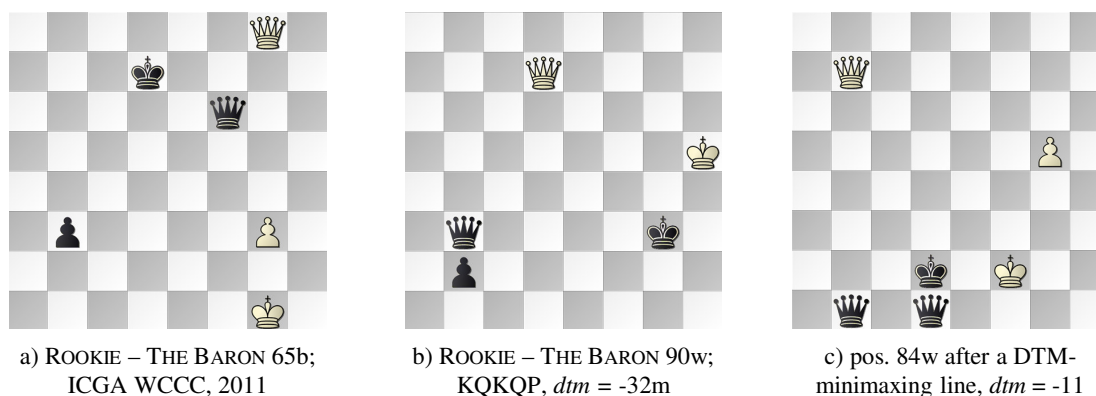 a) ROOKIE – THE BARON 65b;
ICGA WCCC, 2011
b) ROOKIE – THE BARON 90w;
KQKQP, dtm = -32m
c) pos. 84w after a DTM-
minimaxing line, dtm = -11